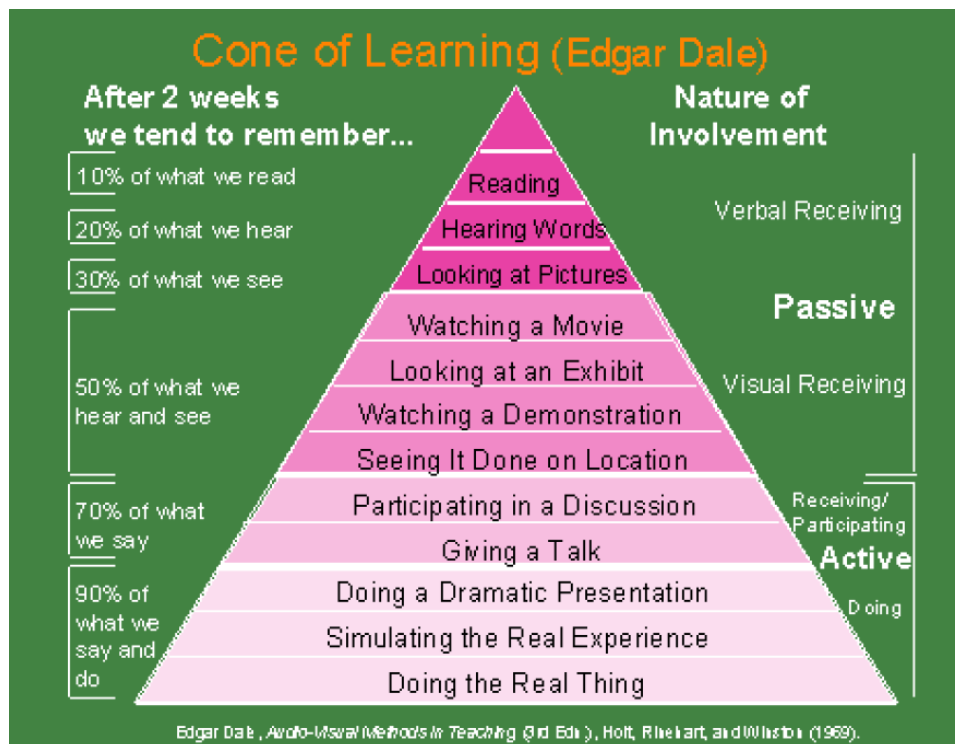 Cone of Learning (Edgar Dale)
After 2 weeks
we tend to remember...
Nature of
Involvement
10% of what we read
Reading
Verbal Receiving
20% of what we hear
Hearing Words
30% of what we see
Looking at Pictures
Passive
Watching a Movie
50% of what we
hear and see
Looking at an Exhibit
Visual Receiving
Watching a Demonstration
Seeing It Done on Location
70% of what
we say
Participating in a Discussion
Receiving/
Participating
Giving a Talk
Active
90% of
what we
say and
do
Doing a Dramatic Presentation
Doing
Simulating the Real Experience
Doing the Real Thing
Edgar Dale, Audio-Visual Methods in Teaching (3rd Edn.), Holt, Rinehart, and Winston (1969).